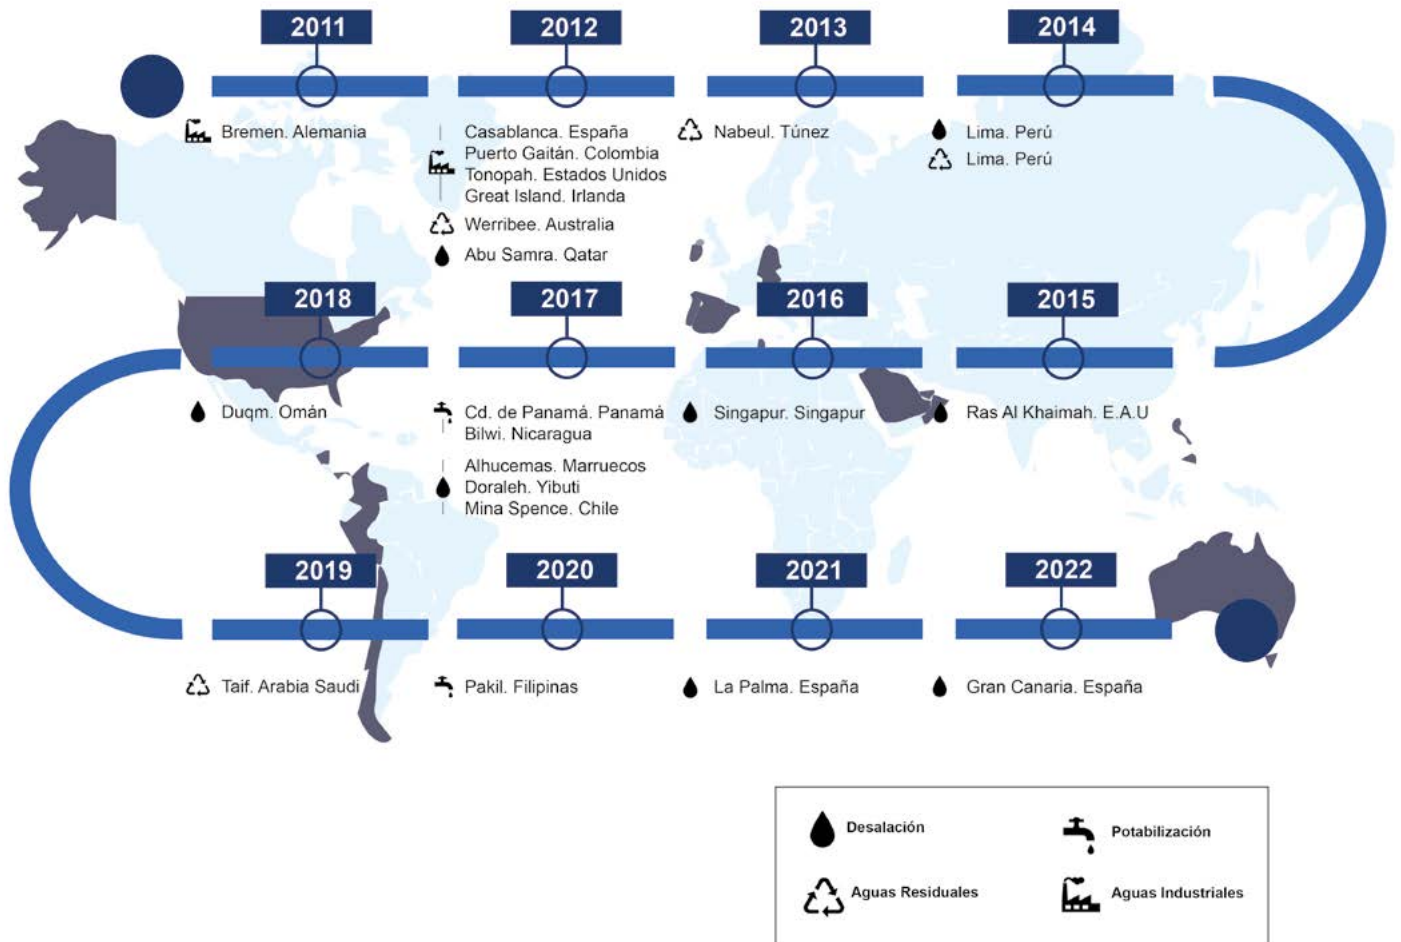 2011
2012
2013
2014
Bremen. Alemania
Casablanca. España
Puerto Gaitán. Colombia
Tonopah. Estados Unidos
Great Island. Irlanda
Werribee. Australia
Abu Samra. Qatar
Nabeul. Túnez
Lima. Perú
Lima. Perú
2018
2017
2016
2015
Duqm. Omán
Cd. de Panamá. Panamá
Bilwi. Nicaragua
Alhucemas. Marruecos
Doraleh. Yibuti
Mina Spence. Chile
Singapur. Singapur
Ras Al Khaimah. E.A.U
2019
2020
2021
2022
Taif. Arabia Saudi
Pakil. Filipinas
La Palma. España
Gran Canaria. España
Desalación
Potabilización
Aguas Residuales
Aguas Industriales